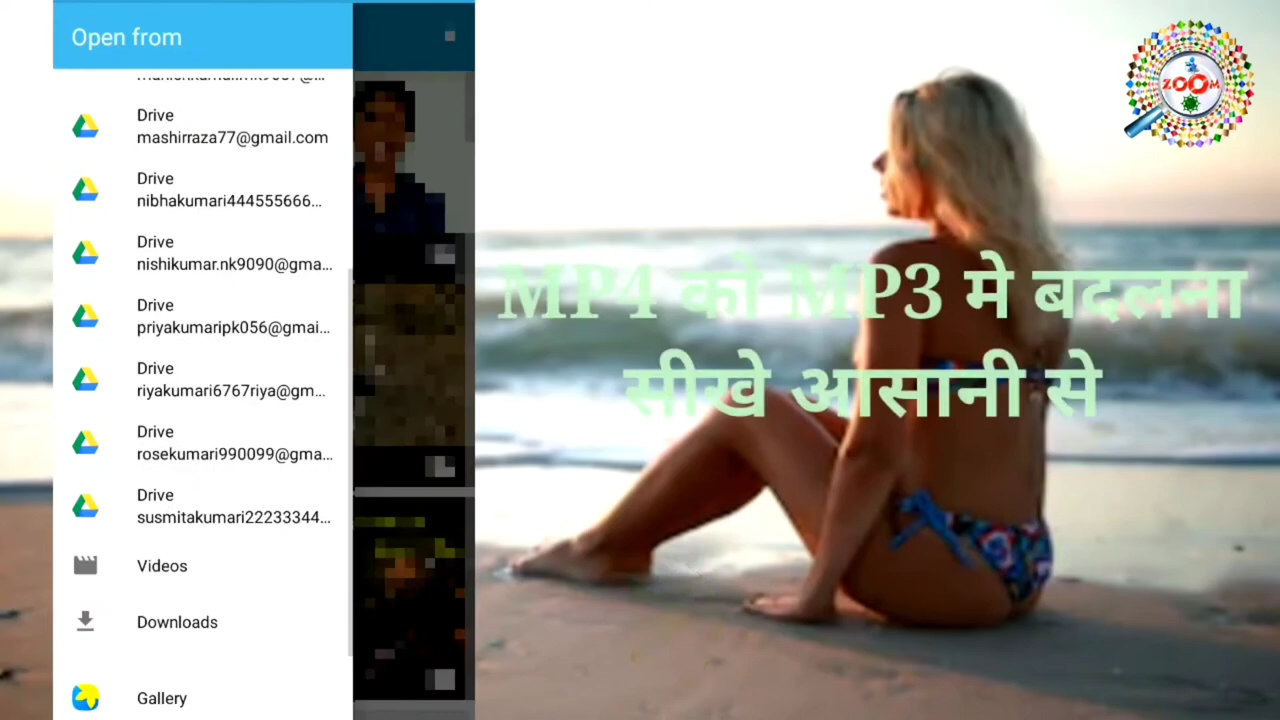 Open from
Drive
mashirraza77@gmail.com
Drive
nibhakumari444555666...
Drive
nishikumar.nk9090@gma...
Drive
priyakumaripk056@gmai...
Drive
riyakumari6767riya@gm...
Drive
rosekumari990099@gma...
Drive
susmitakumari22233344...
Videos
Downloads
Gallery
ZOOM
MP4 को MP3 मे बदलना
सीखे आसानी से